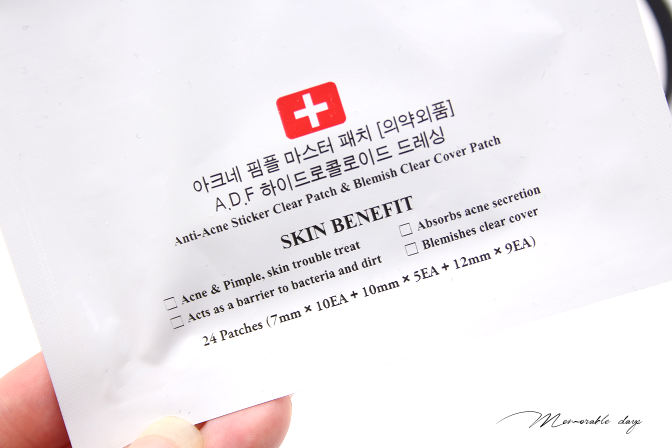 아크네 핌플 마스터 패치 [의약외품]
A.D.F 하이드로콜로이드 드레싱
Anti-Acne Sticker Clear Patch & Blemish Clear Cover Patch
SKIN BENEFIT
□ Acne & Pimple, skin trouble treat □ Absorbs acne secretion
□ Acts as a barrier to bacteria and dirt □ Blemishes clear cover
24 Patches (7mm × 10EA + 10mm × 5EA + 12mm × 9EA)
Memorable days